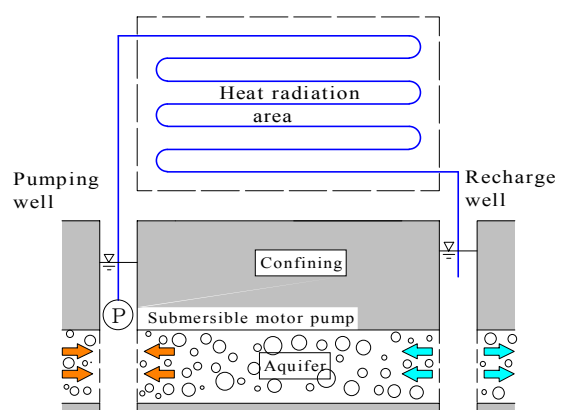 Heat radiation
area
Pumping
well
Recharge
well
Confining
P
Submersible motor pump
Aquifer